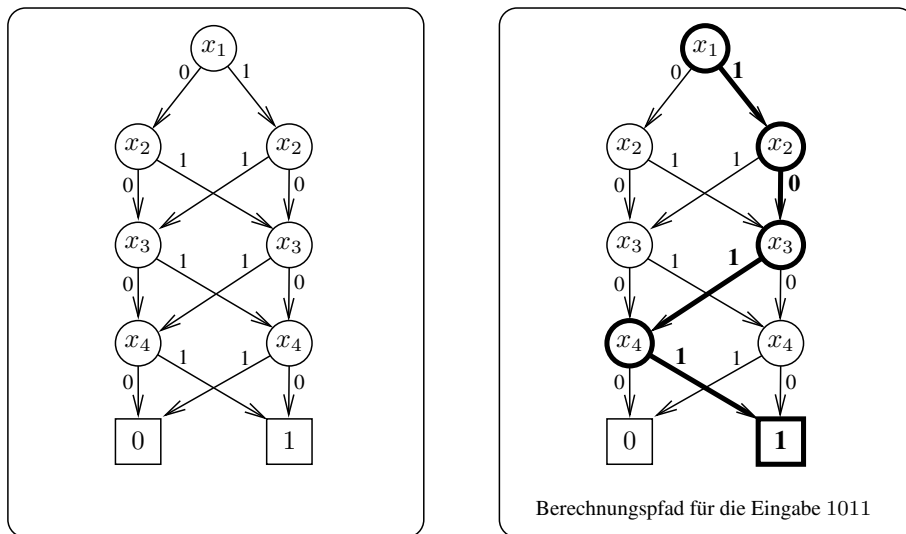 x₁
0 1
x₂ x₂
0 1 1 0
x₃ x₃
0 1 1 0
x₄ x₄
0 1 1 0
0 1
x₁
0 1
x₂ x₂
0 1 1 0
x₃ x₃
0 1 1 0
x₄ x₄
0 1 1 0
0 1
Berechnungspfad für die Eingabe 1011